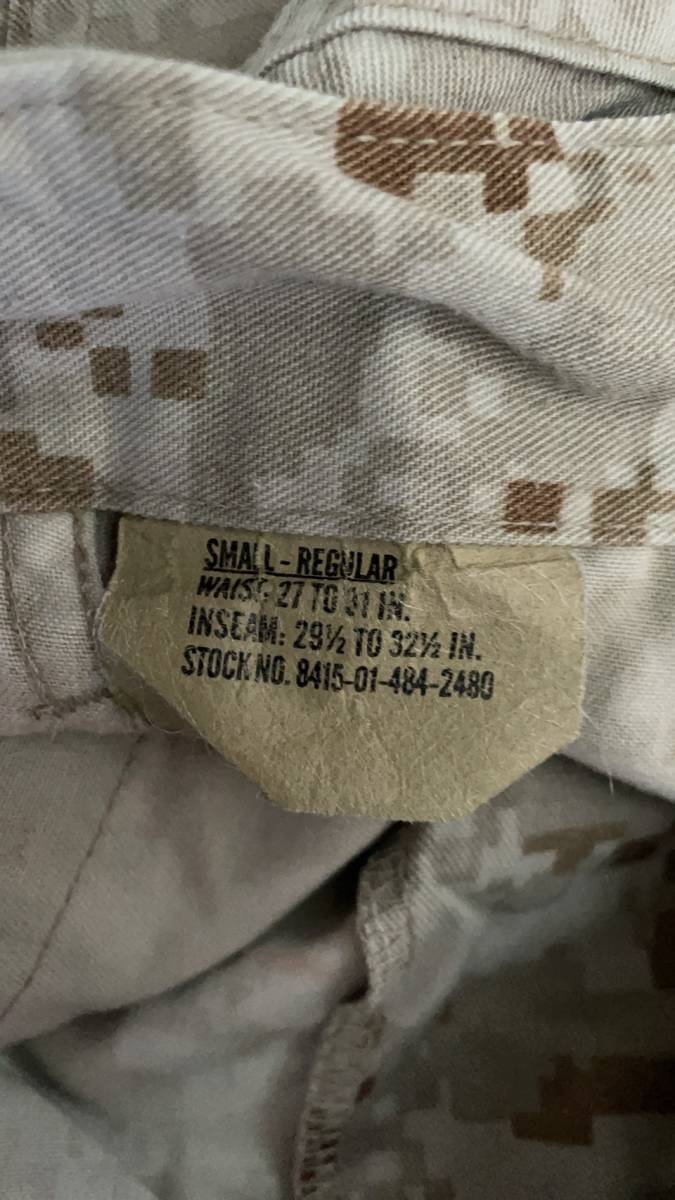 SMALL - REGULAR
WAIST: 27 TO 31 IN.
INSEAM: 29½ TO 32½ IN.
STOCK NO. 8415-01-484-2480